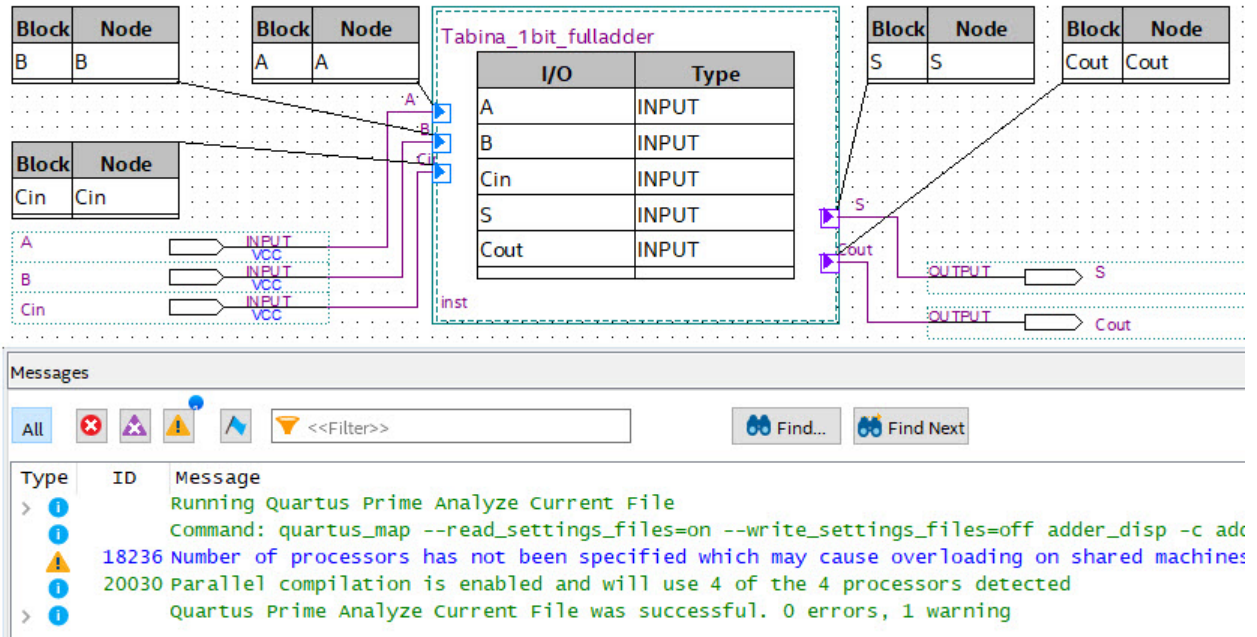 Block Node
B B
Block Node
A A
Tabina_1bit_fulladder
Block Node
S S
Block Node
Cout Cout
I/O Type
A INPUT
B INPUT
Cin INPUT
S INPUT
Cout INPUT
inst
A
B
Cin
Block Node
Cin Cin
A INPUT
VCC
B INPUT
VCC
Cin INPUT
VCC
S
Cout
OUTPUT S
OUTPUT Cout
Messages
All <<Filter>> Find... Find Next
Type ID Message
Running Quartus Prime Analyze Current File
Command: quartus_map --read_settings_files=on --write_settings_files=off adder_disp -c add
18236 Number of processors has not been specified which may cause overloading on shared machines
20030 Parallel compilation is enabled and will use 4 of the 4 processors detected
Quartus Prime Analyze Current File was successful. 0 errors, 1 warning